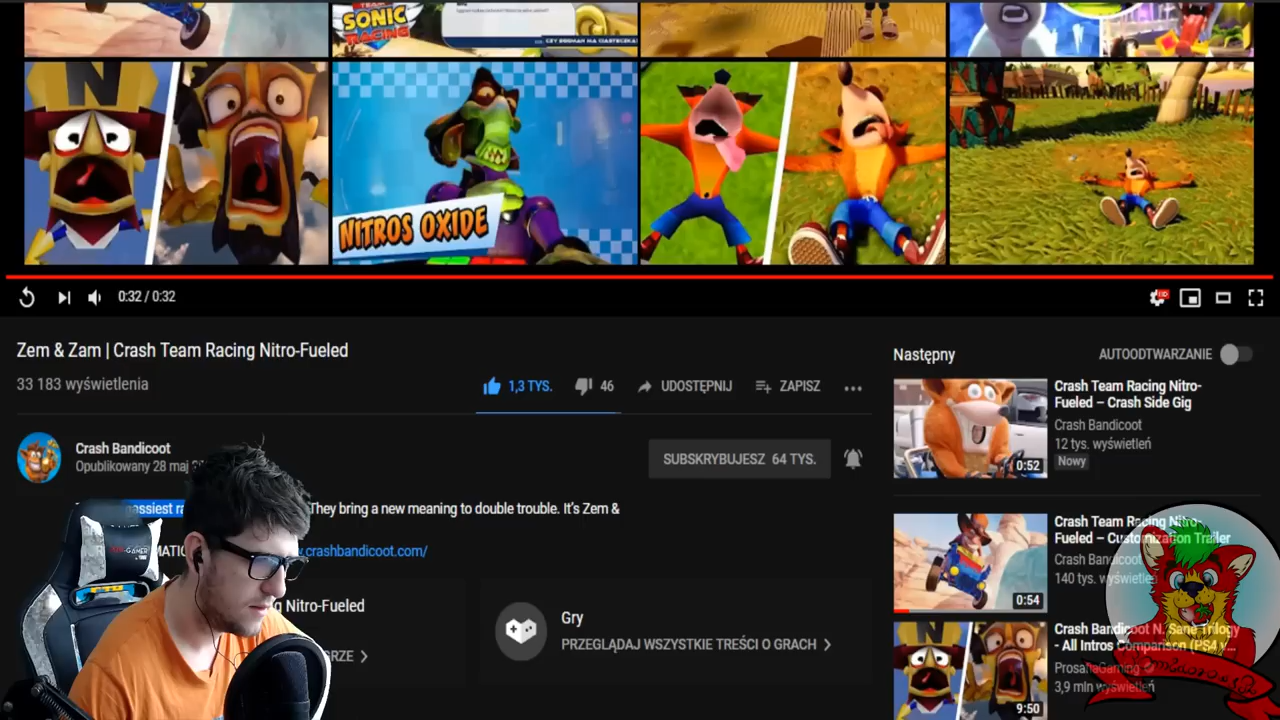 SONIC
RACING
N
NITROS OXIDE
0:32 / 0:32
HD
Zem & Zam | Crash Team Racing Nitro-Fueled
33 183 wyświetlenia
1,3 TYS.
46
UDOSTĘPNIJ
ZAPISZ
Crash Bandicoot
Opublikowany 28 maj
SUBSKRYBUJESZ 64 TYS.
They bring a new meaning to double trouble. It's Zem &
.crashbandicoot.com/
Nitro-Fueled
Gry
PRZEGLĄDAJ WSZYSTKIE TREŚCI O GRACH
Następny
AUTOODTWARZANIE
Crash Team Racing Nitro-
Fueled – Crash Side Gig
Crash Bandicoot
12 tys. wyświetleń
Nowy
0:52
Crash Team Racing Nitro-
Fueled – Customization Trailer
Crash Bandicoot
140 tys. wyświetleń
0:54
Crash Bandicoot N. Sane Trilogy
- All Intros Comparison (PS4 v...
3,9 mln wyświetleń
9:50